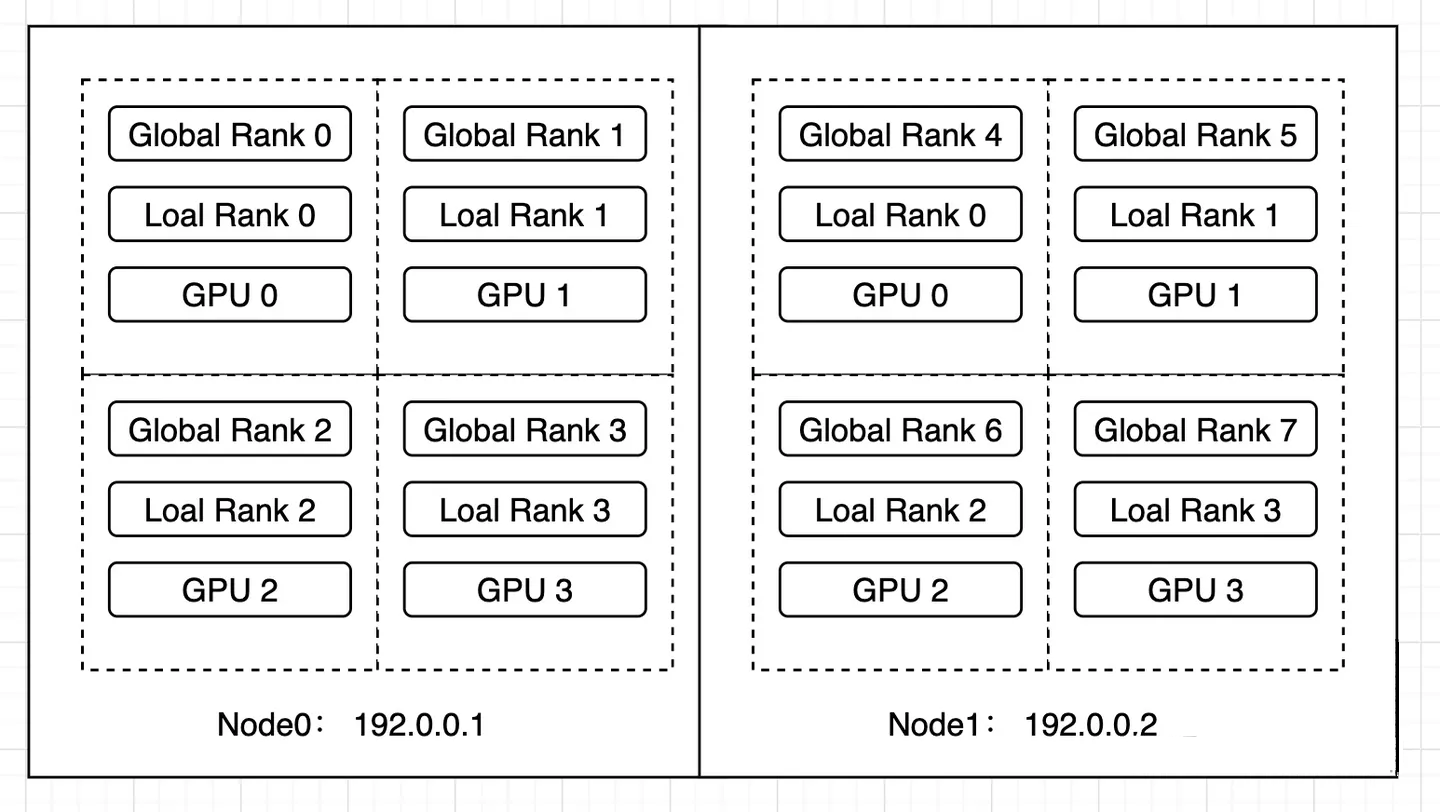 Global Rank 0
Loal Rank 0
GPU 0
Global Rank 1
Loal Rank 1
GPU 1
Global Rank 2
Loal Rank 2
GPU 2
Global Rank 3
Loal Rank 3
GPU 3
Node0： 192.0.0.1
Global Rank 4
Loal Rank 0
GPU 0
Global Rank 5
Loal Rank 1
GPU 1
Global Rank 6
Loal Rank 2
GPU 2
Global Rank 7
Loal Rank 3
GPU 3
Node1： 192.0.0.2